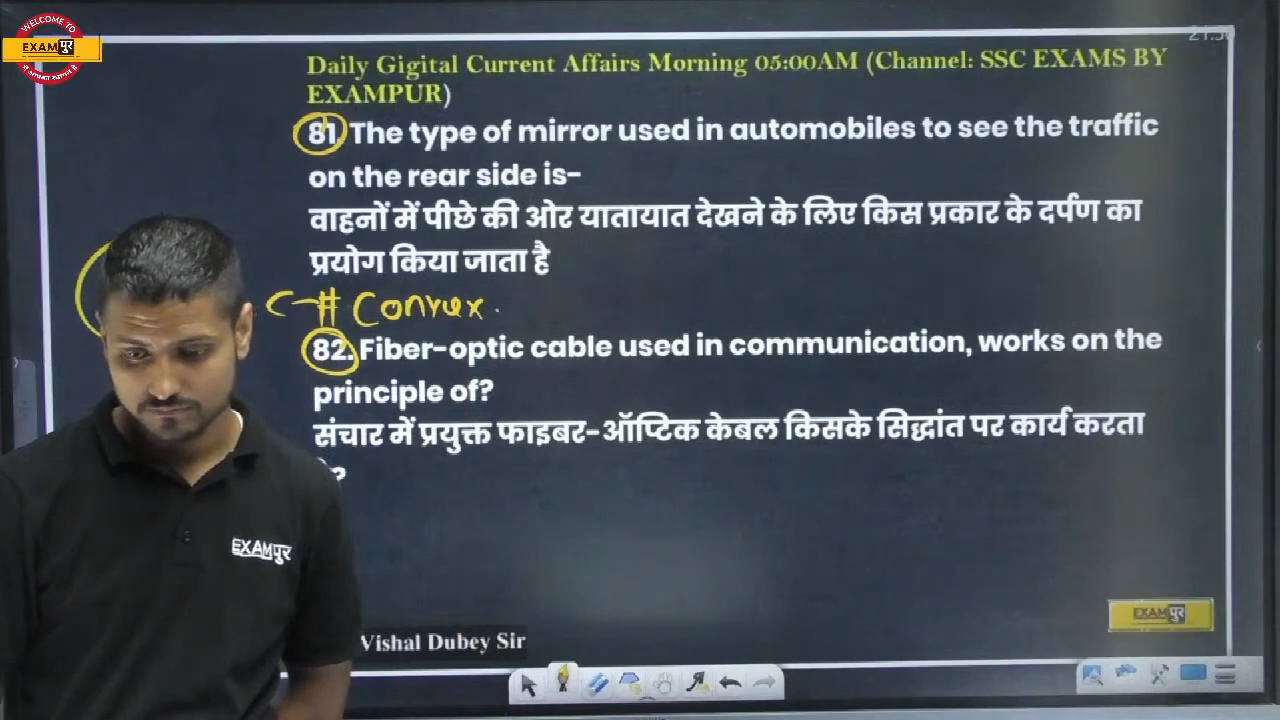 WELCOME TO
EXAMपुर
Daily Gigital Current Affairs Morning 05:00AM (Channel: SSC EXAMS BY
EXAMPUR)
81. The type of mirror used in automobiles to see the traffic
on the rear side is-
वाहनों में पीछे की ओर यातायात देखने के लिए किस प्रकार के दर्पण का
प्रयोग किया जाता है
# Convex.
82. Fiber-optic cable used in communication, works on the
principle of?
संचार में प्रयुक्त फाइबर-ऑप्टिक केबल किसके सिद्धांत पर कार्य करता
?
EXAMपुर
EXAMपुर
Vishal Dubey Sir